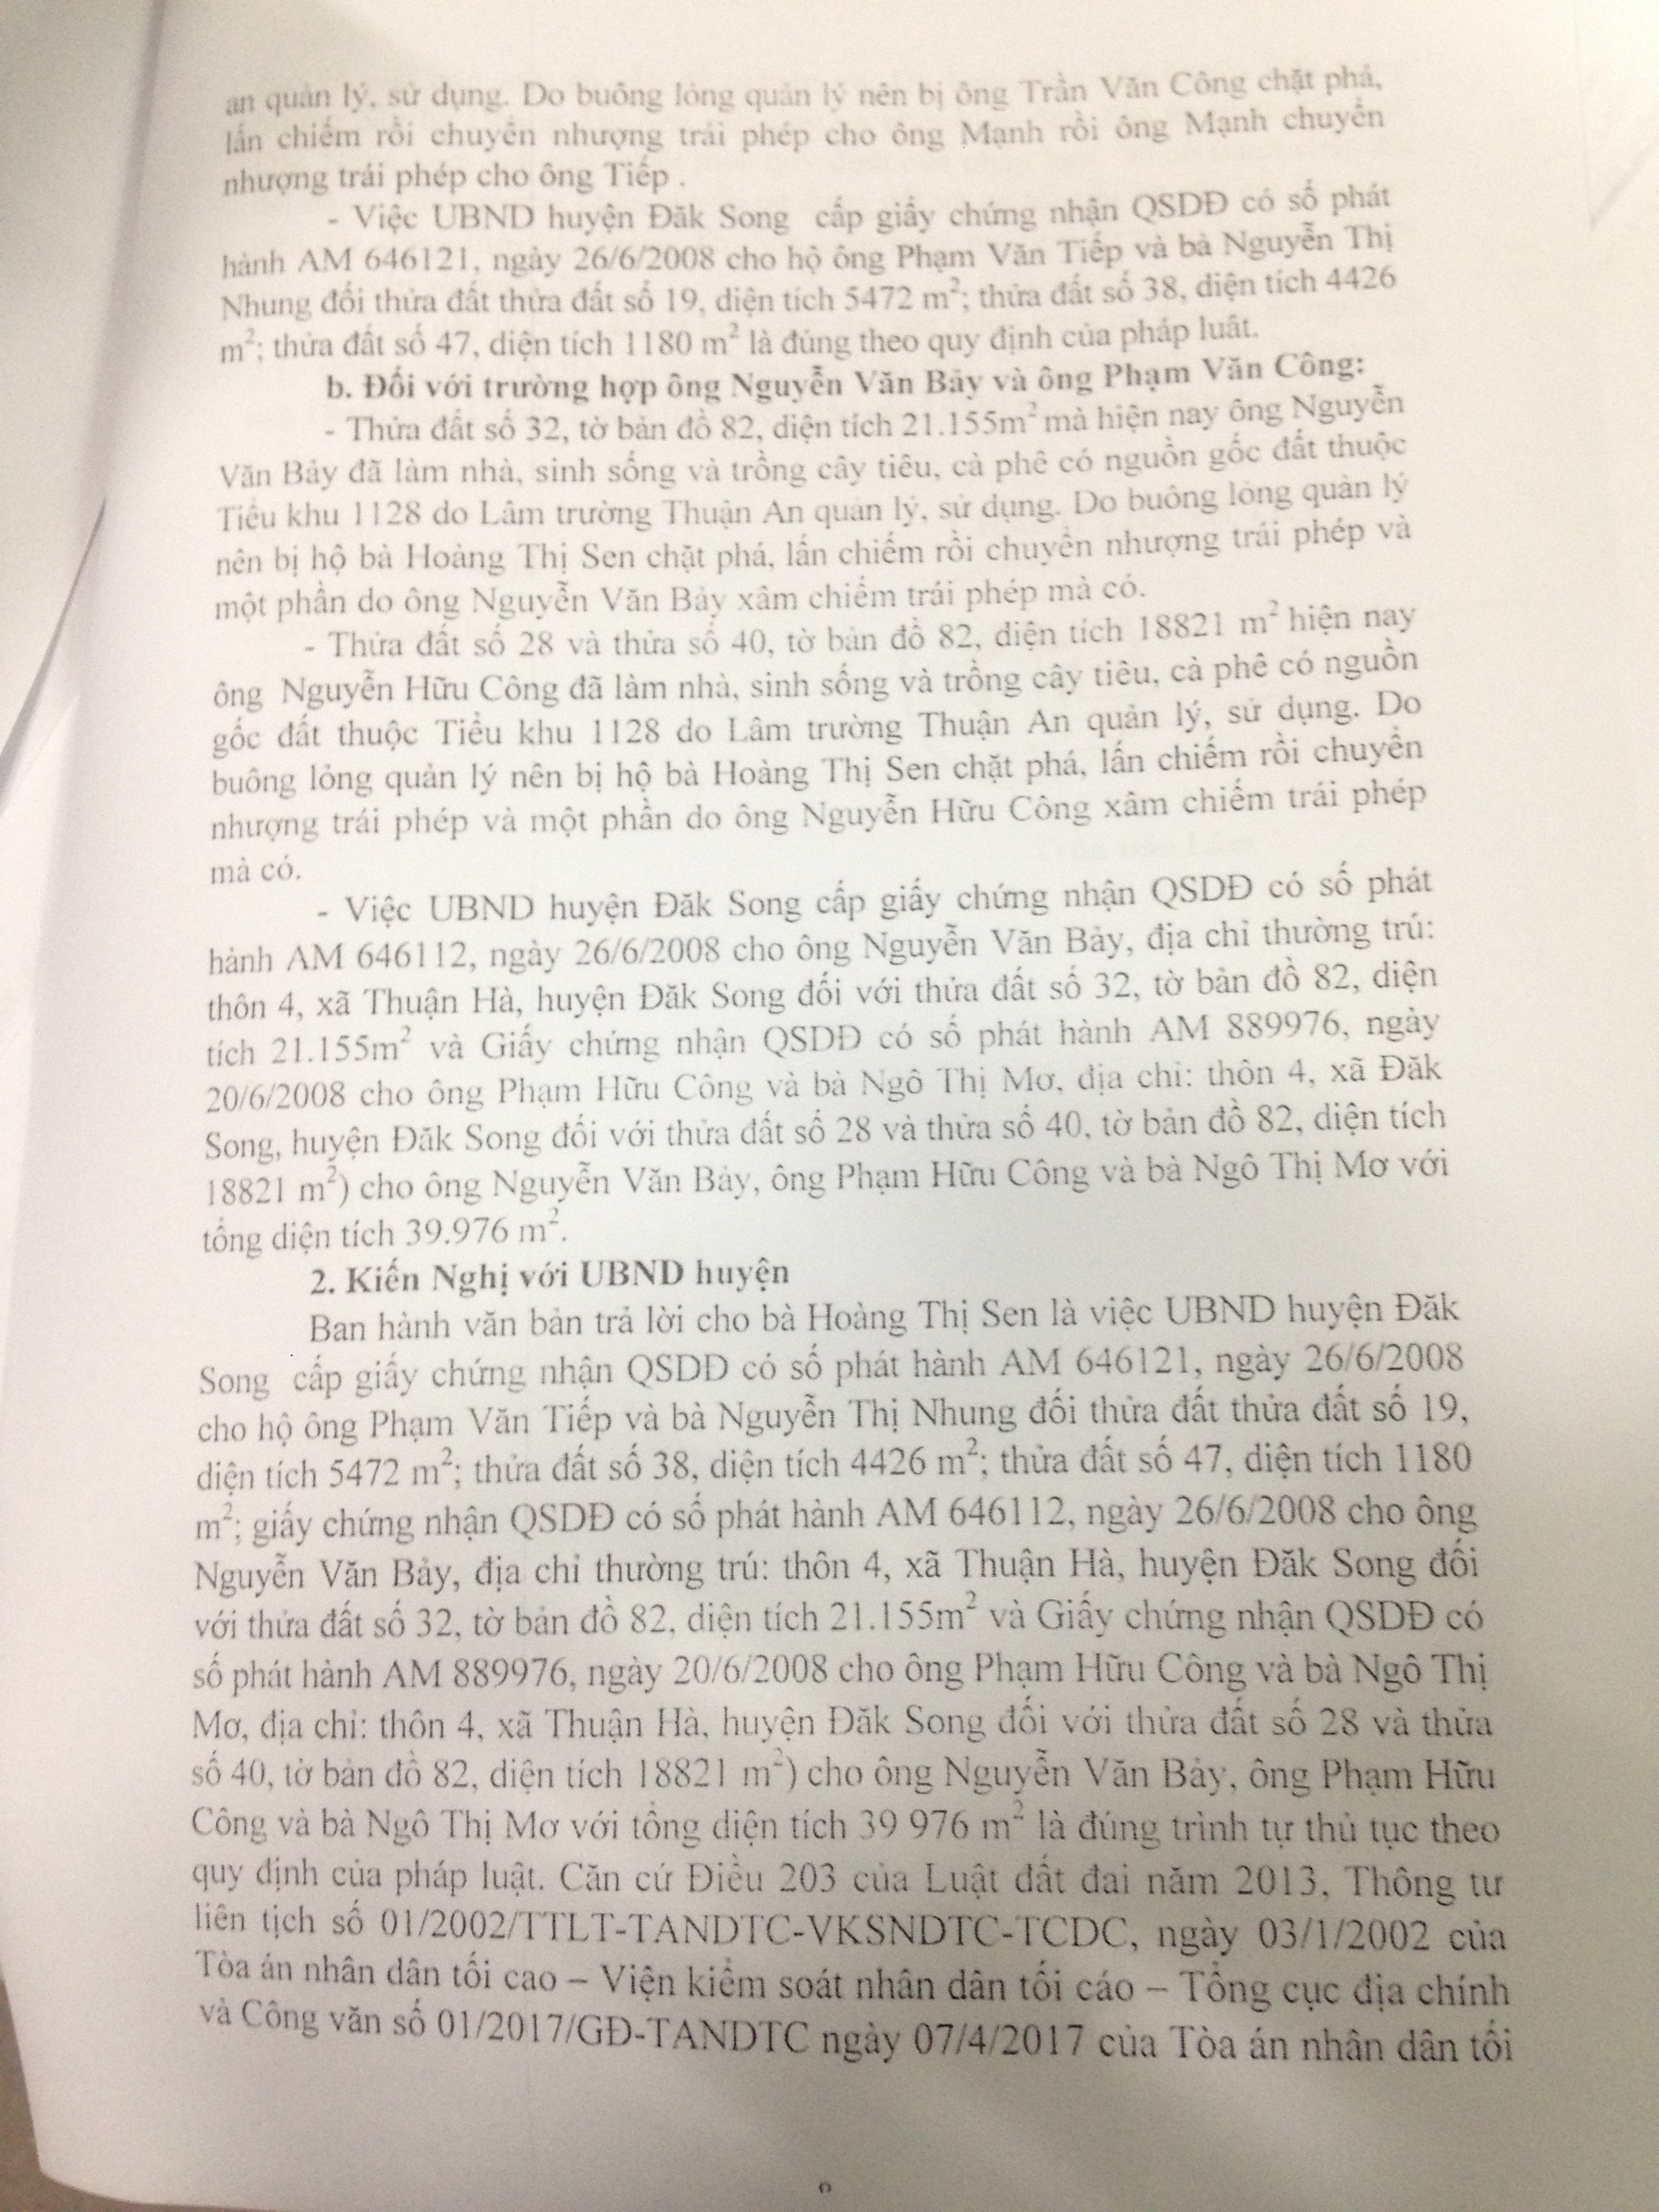 an quản lý, sử dụng. Do buông lỏng quản lý nên bị ông Trần Văn Công chặt phá,
lấn chiếm rồi chuyển nhượng trái phép cho ông Mạnh rồi ông Mạnh chuyển
nhượng trái phép cho ông Tiếp .
- Việc UBND huyện Đăk Song cấp giấy chứng nhận QSDĐ có số phát
hành AM 646121, ngày 26/6/2008 cho hộ ông Phạm Văn Tiếp và bà Nguyễn Thị
Nhung đối thửa đất thửa đất số 19, diện tích 5472 m²; thửa đất số 38, diện tích 4426
m²; thửa đất số 47, diện tích 1180 m² là đúng theo quy định của pháp luật.
b. Đối với trường hợp ông Nguyễn Văn Bảy và ông Phạm Văn Công:
- Thửa đất số 32, tờ bản đồ 82, diện tích 21.155m² mà hiện nay ông Nguyễn
Văn Bảy đã làm nhà, sinh sống và trồng cây tiêu, cà phê có nguồn gốc đất thuộc
Tiểu khu 1128 do Lâm trường Thuận An quản lý, sử dụng. Do buông lỏng quản lý
nên bị hộ bà Hoàng Thị Sen chặt phá, lấn chiếm rồi chuyển nhượng trái phép và
một phần do ông Nguyễn Văn Bảy xâm chiếm trái phép mà có.
- Thửa đất số 28 và thửa số 40, tờ bản đồ 82, diện tích 18821 m² hiện nay
ông Nguyễn Hữu Công đã làm nhà, sinh sống và trồng cây tiêu, cà phê có nguồn
gốc đất thuộc Tiểu khu 1128 do Lâm trường Thuận An quản lý, sử dụng. Do
buông lỏng quản lý nên bị hộ bà Hoàng Thị Sen chặt phá, lấn chiếm rồi chuyển
nhượng trái phép và một phần do ông Nguyễn Hữu Công xâm chiếm trái phép
mà có.
- Việc UBND huyện Đăk Song cấp giấy chứng nhận QSDĐ có số phát
hành AM 646112, ngày 26/6/2008 cho ông Nguyễn Văn Bảy, địa chỉ thường trú:
thôn 4, xã Thuận Hà, huyện Đăk Song đối với thửa đất số 32, tờ bản đồ 82, diện
tích 21.155m² và Giấy chứng nhận QSDĐ có số phát hành AM 889976, ngày
20/6/2008 cho ông Phạm Hữu Công và bà Ngô Thị Mơ, địa chỉ: thôn 4, xã Đăk
Song, huyện Đăk Song đối với thửa đất số 28 và thửa số 40, tờ bản đồ 82, diện tích
18821 m²) cho ông Nguyễn Văn Bảy, ông Phạm Hữu Công và bà Ngô Thị Mơ với
tổng diện tích 39.976 m².
2. Kiến Nghị với UBND huyện
Ban hành văn bản trả lời cho bà Hoàng Thị Sen là việc UBND huyện Đăk
Song cấp giấy chứng nhận QSDĐ có số phát hành AM 646121, ngày 26/6/2008
cho hộ ông Phạm Văn Tiếp và bà Nguyễn Thị Nhung đối thửa đất thửa đất số 19,
diện tích 5472 m²; thửa đất số 38, diện tích 4426 m²; thửa đất số 47, diện tích 1180
m²; giấy chứng nhận QSDĐ có số phát hành AM 646112, ngày 26/6/2008 cho ông
Nguyễn Văn Bảy, địa chỉ thường trú: thôn 4, xã Thuận Hà, huyện Đăk Song đối
với thửa đất số 32, tờ bản đồ 82, diện tích 21.155m² và Giấy chứng nhận QSDĐ có
số phát hành AM 889976, ngày 20/6/2008 cho ông Phạm Hữu Công và bà Ngô Thị
Mơ, địa chỉ: thôn 4, xã Thuận Hà, huyện Đăk Song đối với thửa đất số 28 và thửa
số 40, tờ bản đồ 82, diện tích 18821 m²) cho ông Nguyễn Văn Bảy, ông Phạm Hữu
Công và bà Ngô Thị Mơ với tổng diện tích 39 976 m² là đúng trình tự thủ tục theo
quy định của pháp luật. Căn cứ Điều 203 của Luật đất đai năm 2013, Thông tư
liên tịch số 01/2002/TTLT-TANDTC-VKSNDTC-TCDC, ngày 03/1/2002 của
Tòa án nhân dân tối cao – Viện kiểm soát nhân dân tối cáo – Tổng cục địa chính
và Công văn số 01/2017/GĐ-TANDTC ngày 07/4/2017 của Tòa án nhân dân tối